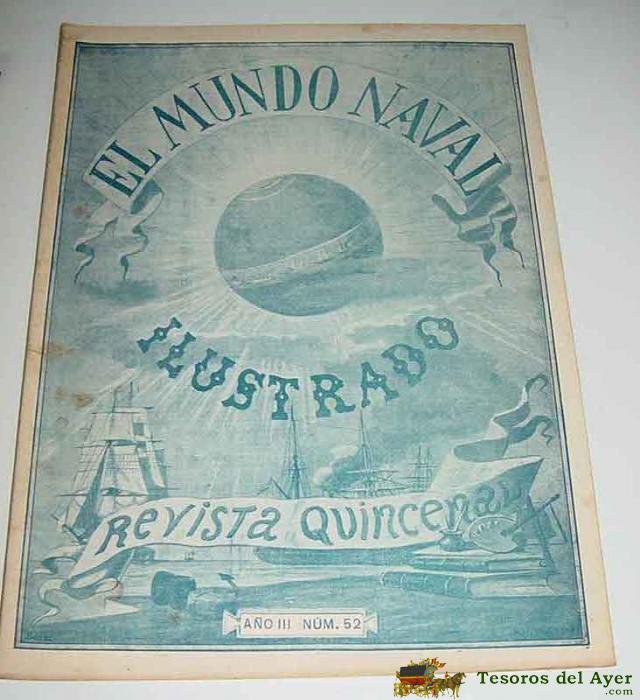 EL MUNDO NAVAL
ILUSTRADO
REVISTA QUINCENAL
AÑO III NÚM. 52
Tesoros del Ayer
.com